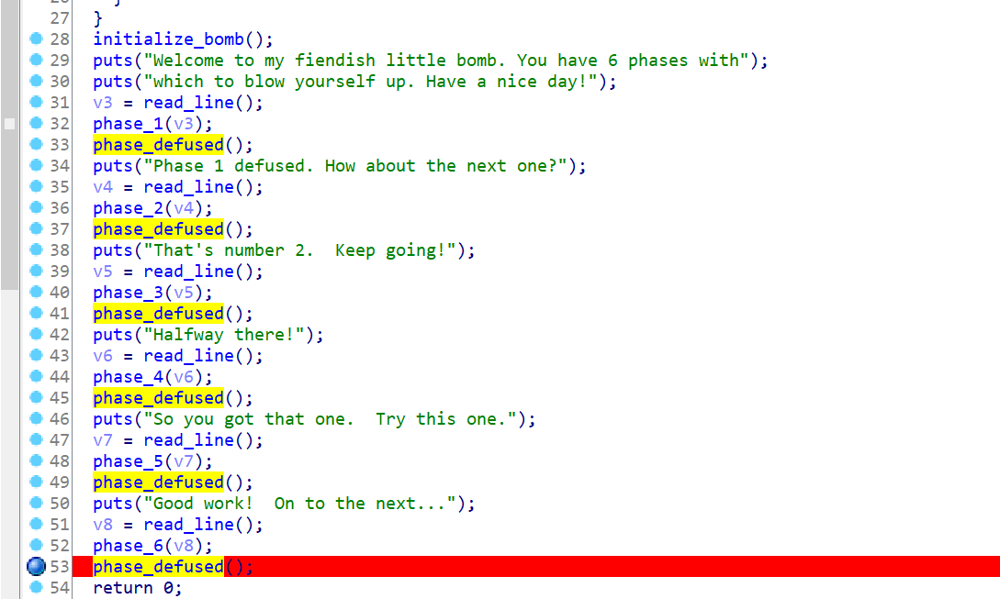 27 }
28 initialize_bomb();
29 puts("Welcome to my fiendish little bomb. You have 6 phases with");
30 puts("which to blow yourself up. Have a nice day!");
31 v3 = read_line();
32 phase_1(v3);
33 phase_defused();
34 puts("Phase 1 defused. How about the next one?");
35 v4 = read_line();
36 phase_2(v4);
37 phase_defused();
38 puts("That's number 2.  Keep going!");
39 v5 = read_line();
40 phase_3(v5);
41 phase_defused();
42 puts("Halfway there!");
43 v6 = read_line();
44 phase_4(v6);
45 phase_defused();
46 puts("So you got that one.  Try this one.");
47 v7 = read_line();
48 phase_5(v7);
49 phase_defused();
50 puts("Good work!  On to the next...");
51 v8 = read_line();
52 phase_6(v8);
53 phase_defused();
54 return 0;